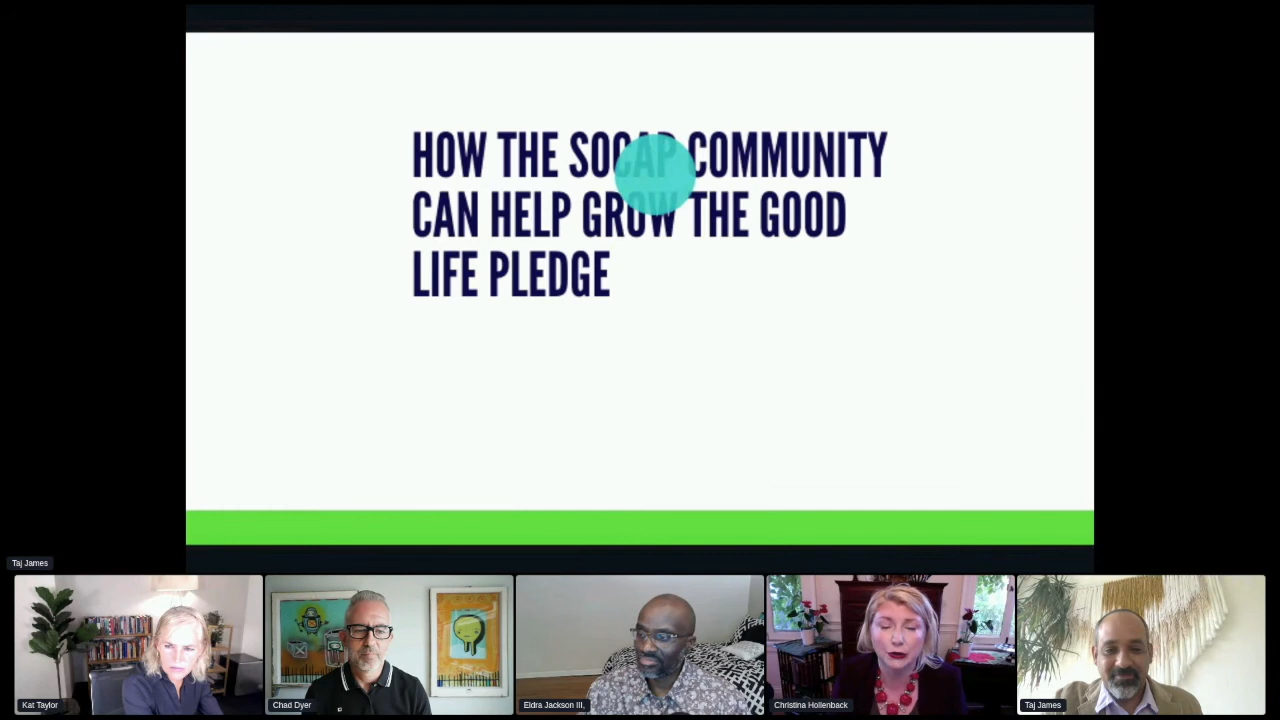 HOW THE SOCAP COMMUNITY
CAN HELP GROW THE GOOD
LIFE PLEDGE
Taj James
Kat Taylor
Chad Dyer
Eldra Jackson III,
Christina Hollenback
Taj James